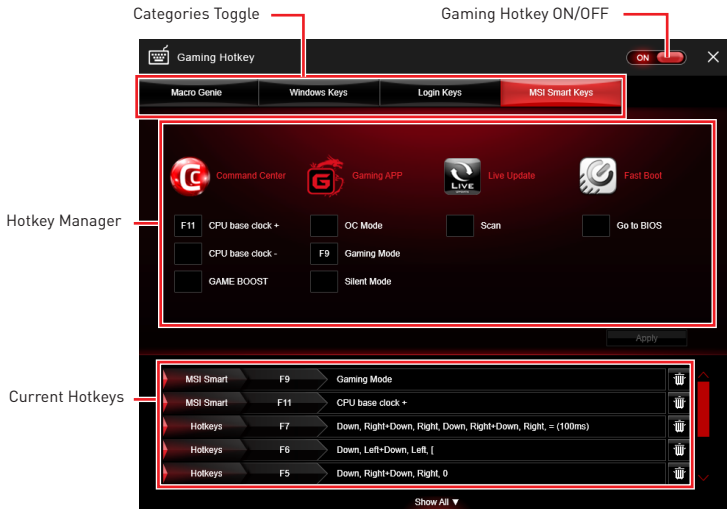 Categories Toggle
Gaming Hotkey ON/OFF
Gaming Hotkey
ON
Macro Genie
Windows Keys
Login Keys
MSI Smart Keys
Hotkey Manager
Command Center
Gaming APP
LIVE
UPDATE
Live Update
Fast Boot
F11 CPU base clock +
OC Mode
Scan
Go to BIOS
CPU base clock -
F9 Gaming Mode
GAME BOOST
Silent Mode
Apply
Current Hotkeys
MSI Smart F9 Gaming Mode
MSI Smart F11 CPU base clock +
Hotkeys F7 Down, Right+Down, Right, Down, Right+Down, Right, = (100ms)
Hotkeys F6 Down, Left+Down, Left, [
Hotkeys F5 Down, Right+Down, Right, 0
Show All ▼